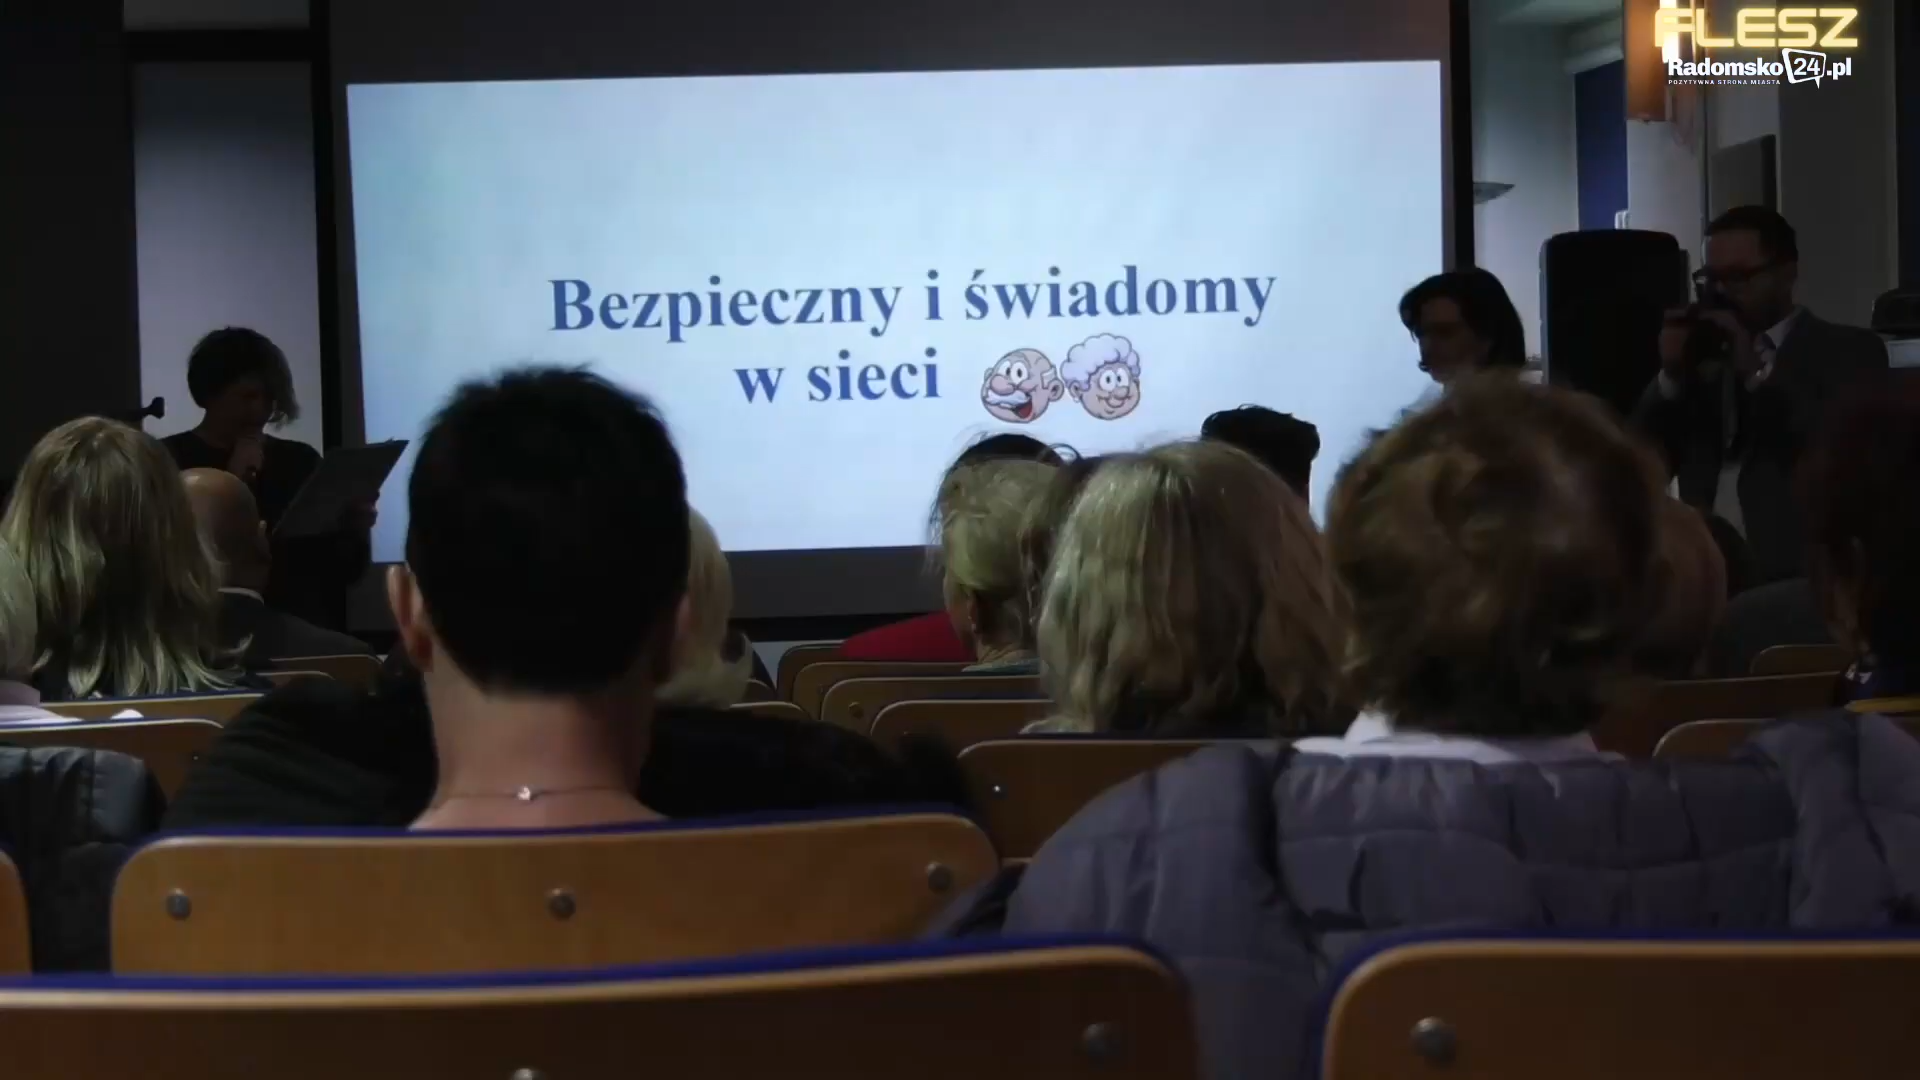 FLESZ
Radomsko24.pl
POZYTYWNA STRONA MIASTA
Bezpieczny i świadomy
w sieci